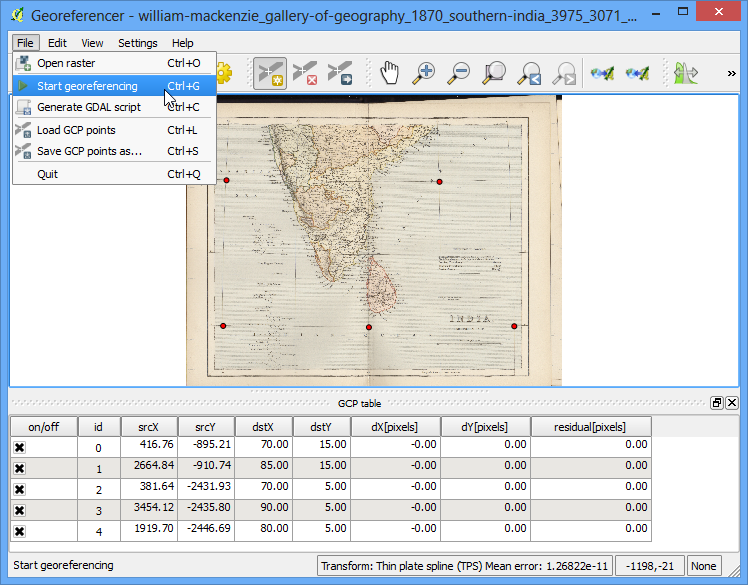 Georeferencer - william-mackenzie_gallery-of-geography_1870_southern-india_3975_3071_...
File Edit View Settings Help
Open raster Ctrl+O
Start georeferencing Ctrl+G
Generate GDAL script Ctrl+C
Load GCP points Ctrl+L
Save GCP points as... Ctrl+S
Quit Ctrl+Q
»
INDIA
GCP table
on/off id srcX srcY dstX dstY dX[pixels] dY[pixels] residual[pixels]
0 416.76 -895.21 70.00 15.00 -0.00 0.00 0.00
1 2664.84 -910.74 85.00 15.00 -0.00 0.00 0.00
2 381.64 -2431.93 70.00 5.00 -0.00 0.00 0.00
3 3454.12 -2435.80 90.00 5.00 -0.00 0.00 0.00
4 1919.70 -2446.69 80.00 5.00 -0.00 0.00 0.00
Start georeferencing Transform: Thin plate spline (TPS) Mean error: 1.26822e-11 -1198,-21 None